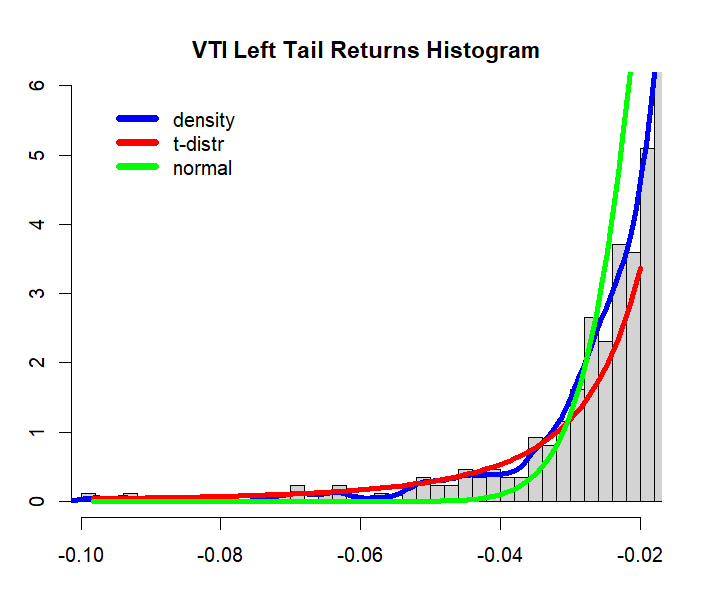 VTI Left Tail Returns Histogram
density
t-distr
normal
6
5
4
3
2
1
0
-0.10 -0.08 -0.06 -0.04 -0.02